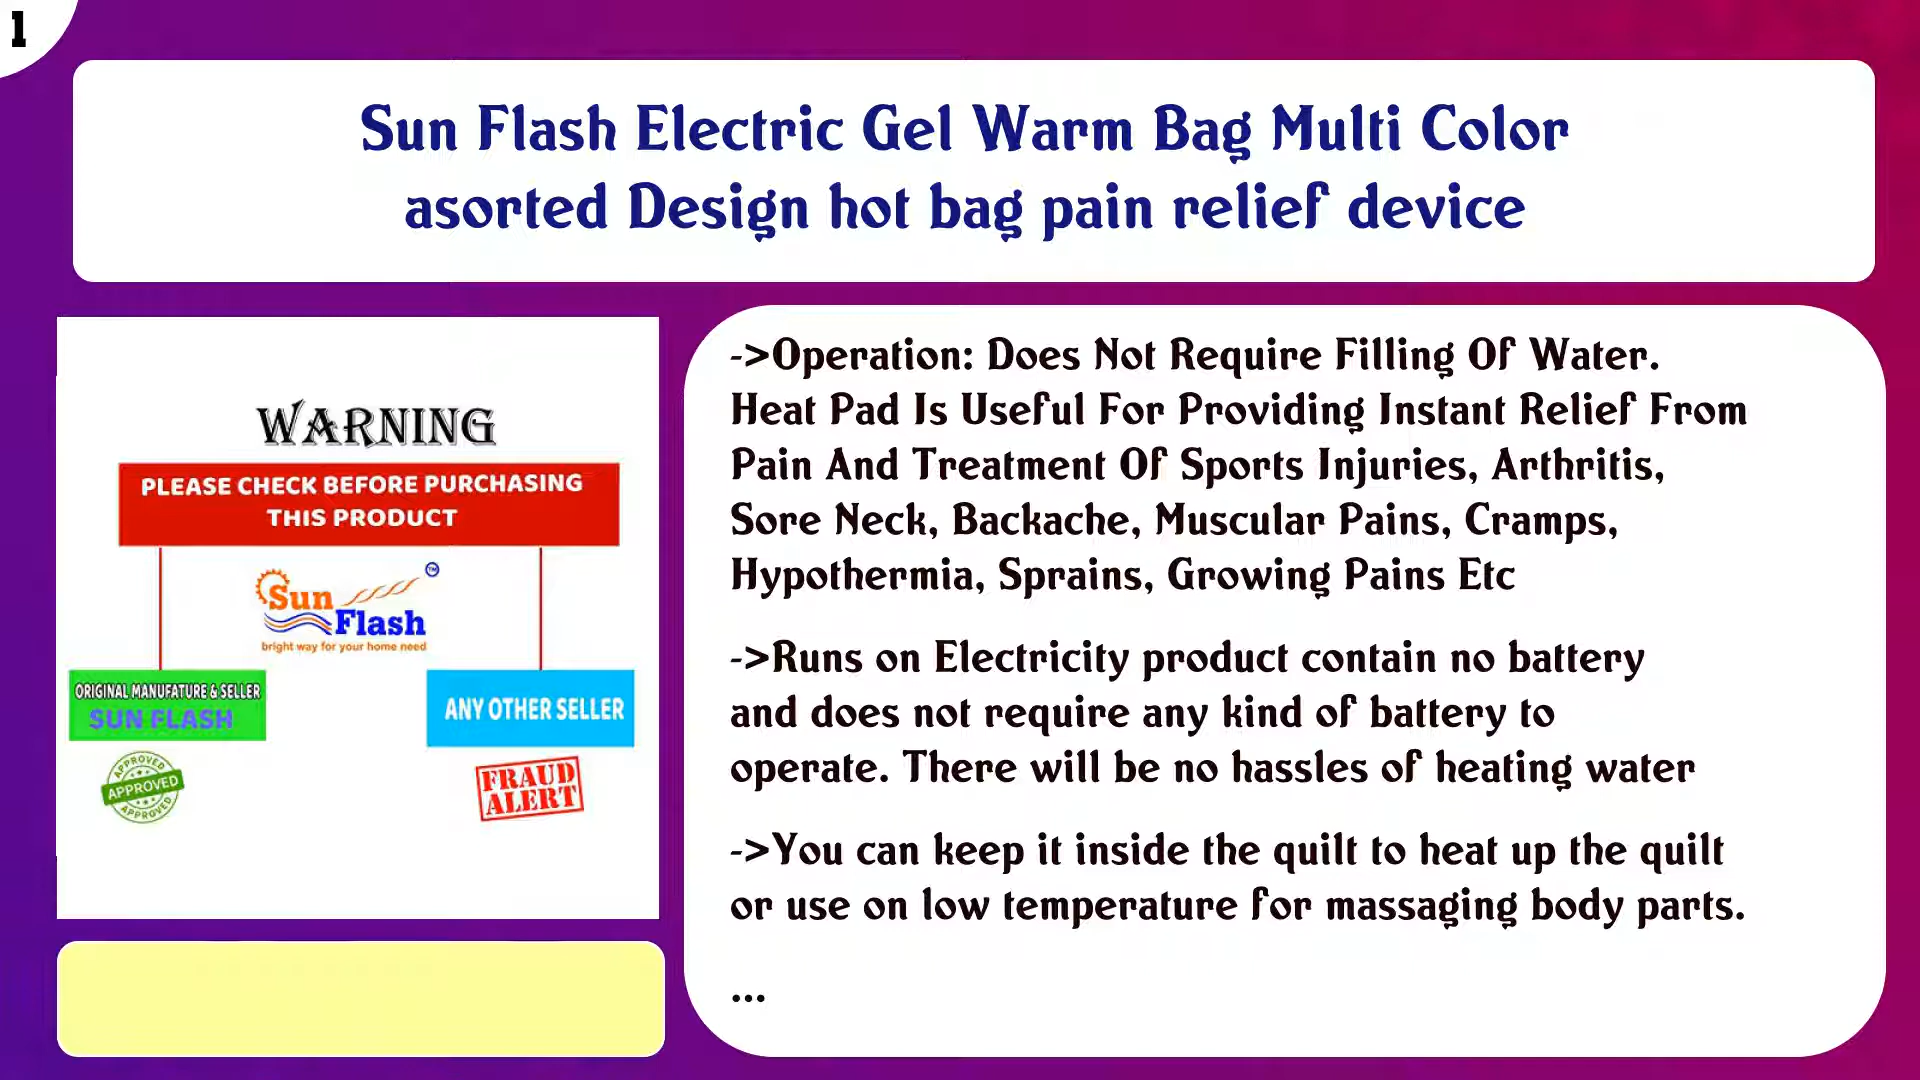 1
Sun Flash Electric Gel Warm Bag Multi Color
asorted Design hot bag pain relief device
WARNING
PLEASE CHECK BEFORE PURCHASING
THIS PRODUCT
Sun
TM
Flash
bright way for your home need
ORIGINAL MANUFATURE & SELLER
SUN FLASH
ANY OTHER SELLER
APPROVED
APPROVED
APPROVED
FRAUD
ALERT
->Operation: Does Not Require Filling Of Water.
Heat Pad Is Useful For Providing Instant Relief From
Pain And Treatment Of Sports Injuries, Arthritis,
Sore Neck, Backache, Muscular Pains, Cramps,
Hypothermia, Sprains, Growing Pains Etc
->Runs on Electricity product contain no battery
and does not require any kind of battery to
operate. There will be no hassles of heating water
->You can keep it inside the quilt to heat up the quilt
or use on low temperature for massaging body parts.
...